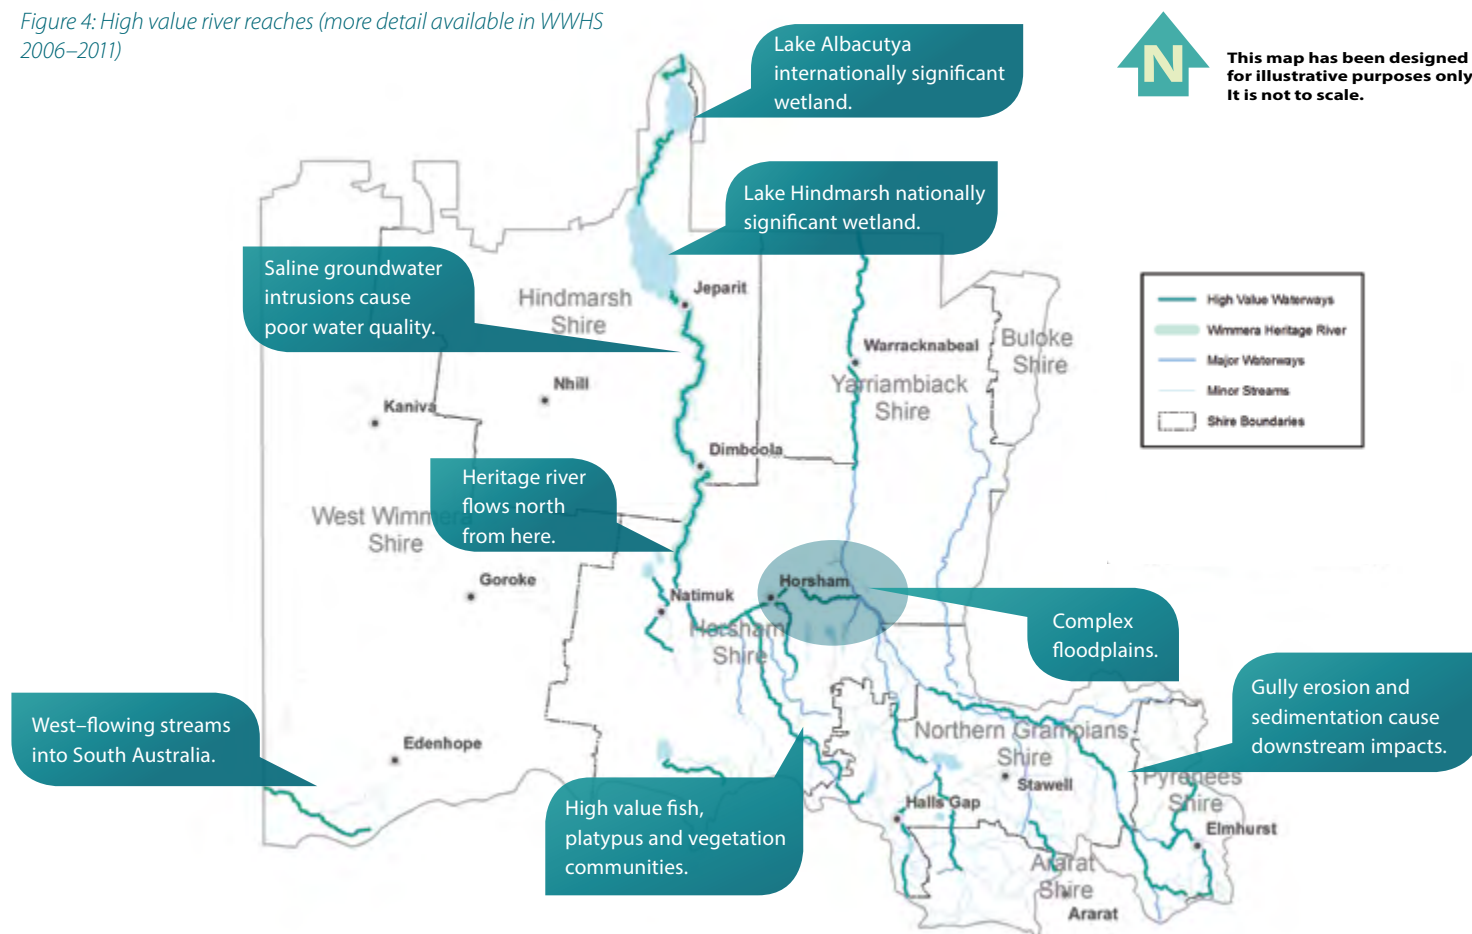 Figure 4: High value river reaches (more detail available in WWHS
2006–2011)
Lake Albacutya
internationally significant
wetland.
N
This map has been designed
for illustrative purposes only
It is not to scale.
Lake Hindmarsh nationally
significant wetland.
Saline groundwater
intrusions cause
poor water quality.
Hindmarsh
Shire
Jeparit
High Value Waterways
Wimmera Heritage River
Major Waterways
Minor Streams
Shire Boundaries
Warracknabeal
Buloke
Shire
Yarriambiack
Shire
Nhill
Kaniva
Dimboola
Heritage river
flows north
from here.
West Wimmera
Shire
Goroke
Natimuk
Horsham
Horsham
Shire
Complex
floodplains.
Gully erosion and
sedimentation cause
downstream impacts.
West–flowing streams
into South Australia.
Edenhope
Northern Grampians
Shire
Stawell
Pyrenees
Shire
High value fish,
platypus and vegetation
communities.
Halls Gap
Elmhurst
Ararat
Shire
Ararat